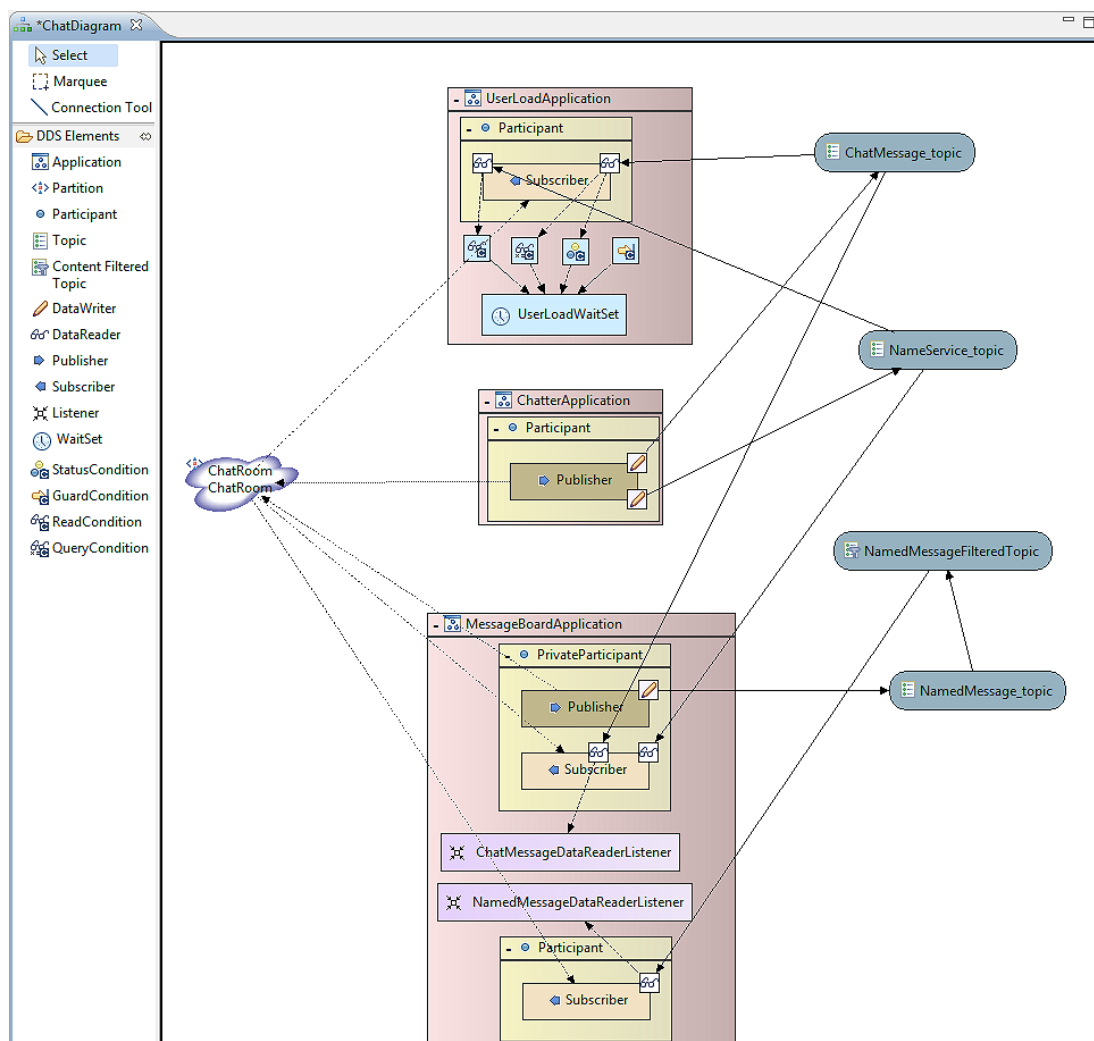 *ChatDiagram
Select
Marquee
Connection Tool
DDS Elements
Application
Partition
Participant
Topic
Content Filtered
Topic
DataWriter
DataReader
Publisher
Subscriber
Listener
WaitSet
StatusCondition
GuardCondition
ReadCondition
QueryCondition
UserLoadApplication
Participant
Subscriber
UserLoadWaitSet
ChatMessage_topic
NameService_topic
ChatterApplication
Participant
Publisher
ChatRoom
ChatRoom
NamedMessageFilteredTopic
NamedMessage_topic
MessageBoardApplication
PrivateParticipant
Publisher
Subscriber
ChatMessageDataReaderListener
NamedMessageDataReaderListener
Participant
Subscriber